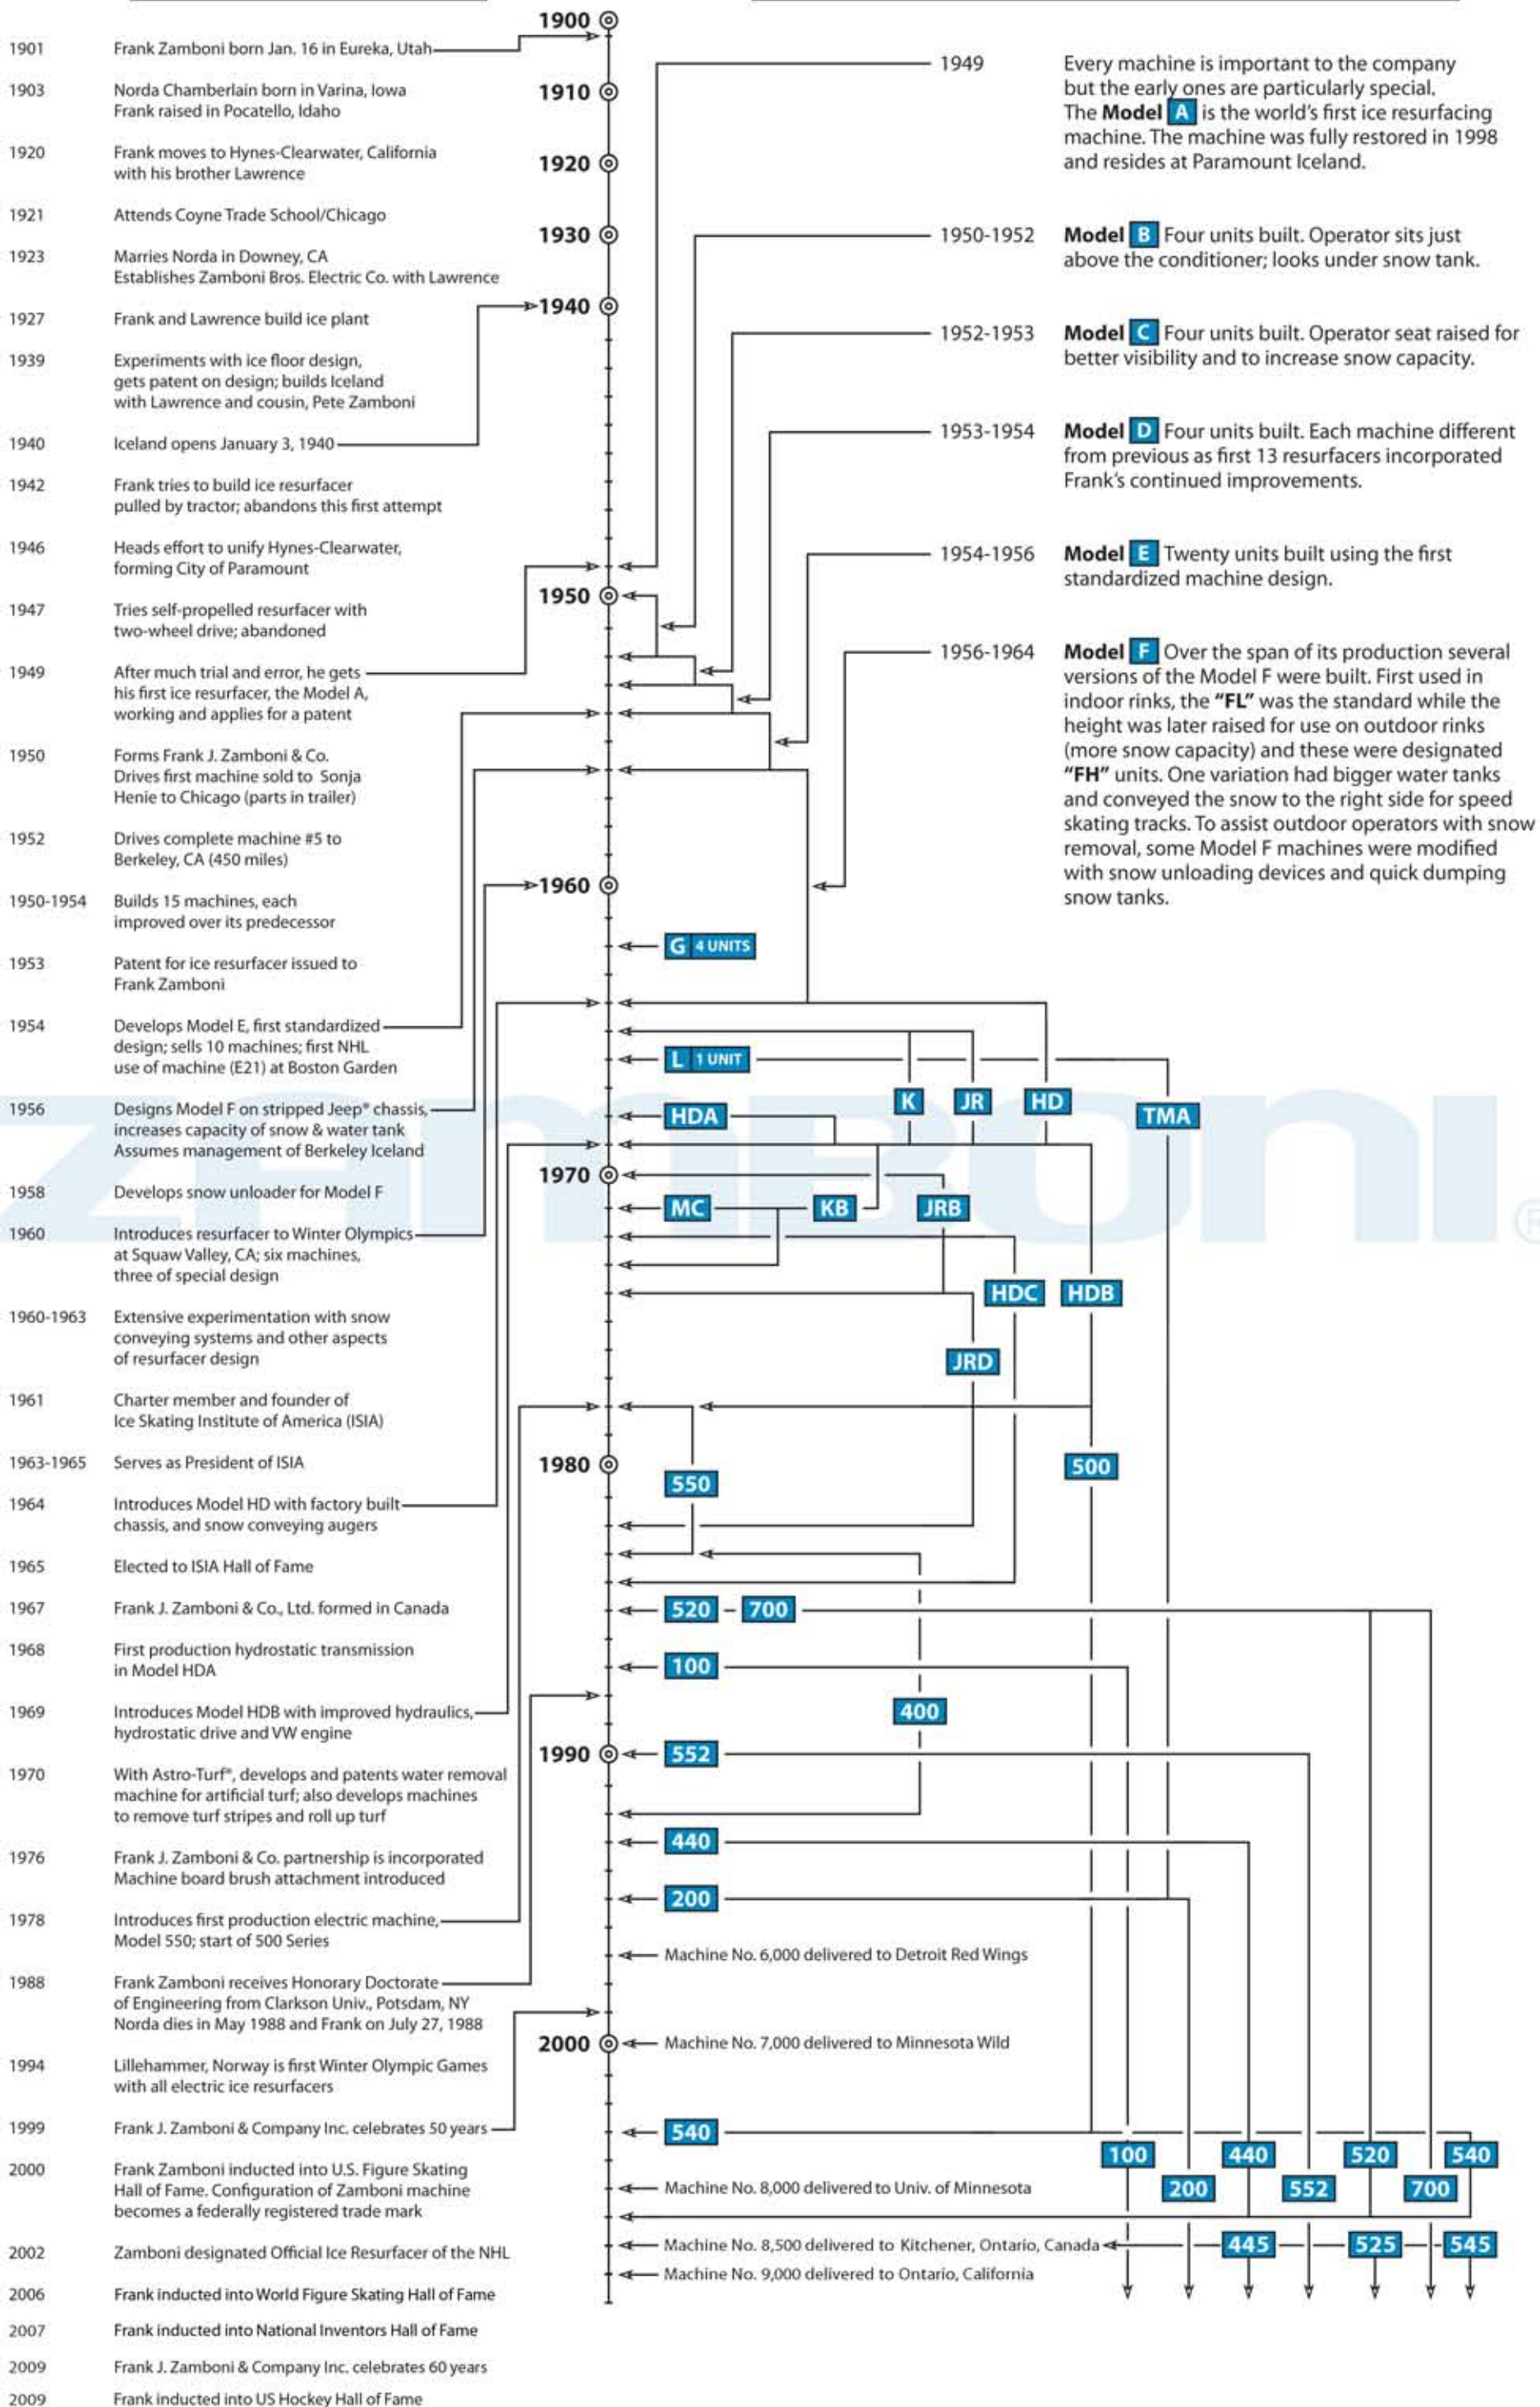 1901 Frank Zamboni born Jan. 16 in Eureka, Utah
1903 Norda Chamberlain born in Varina, Iowa
Frank raised in Pocatello, Idaho
1920 Frank moves to Hynes-Clearwater, California
with his brother Lawrence
1921 Attends Coyne Trade School/Chicago
1923 Marries Norda in Downey, CA
Establishes Zamboni Bros. Electric Co. with Lawrence
1927 Frank and Lawrence build ice plant
1939 Experiments with ice floor design,
gets patent on design; builds Iceland
with Lawrence and cousin, Pete Zamboni
1940 Iceland opens January 3, 1940
1942 Frank tries to build ice resurfacer
pulled by tractor; abandons this first attempt
1946 Heads effort to unify Hynes-Clearwater,
forming City of Paramount
1947 Tries self-propelled resurfacer with
two-wheel drive; abandoned
1949 After much trial and error, he gets
his first ice resurfacer, the Model A,
working and applies for a patent
1950 Forms Frank J. Zamboni & Co.
Drives first machine sold to Sonja
Henie to Chicago (parts in trailer)
1952 Drives complete machine #5 to
Berkeley, CA (450 miles)
1950-1954 Builds 15 machines, each
improved over its predecessor
1953 Patent for ice resurfacer issued to
Frank Zamboni
1954 Develops Model E, first standardized
design; sells 10 machines; first NHL
use of machine (E21) at Boston Garden
1956 Designs Model F on stripped Jeep® chassis,
increases capacity of snow & water tank
Assumes management of Berkeley Iceland
1958 Develops snow unloader for Model F
1960 Introduces resurfacer to Winter Olympics
at Squaw Valley, CA; six machines,
three of special design
1960-1963 Extensive experimentation with snow
conveying systems and other aspects
of resurfacer design
1961 Charter member and founder of
Ice Skating Institute of America (ISIA)
1963-1965 Serves as President of ISIA
1964 Introduces Model HD with factory built
chassis, and snow conveying augers
1965 Elected to ISIA Hall of Fame
1967 Frank J. Zamboni & Co., Ltd. formed in Canada
1968 First production hydrostatic transmission
in Model HDA
1969 Introduces Model HDB with improved hydraulics,
hydrostatic drive and VW engine
1970 With Astro-Turf®, develops and patents water removal
machine for artificial turf; also develops machines
to remove turf stripes and roll up turf
1976 Frank J. Zamboni & Co. partnership is incorporated
Machine board brush attachment introduced
1978 Introduces first production electric machine,
Model 550; start of 500 Series
1988 Frank Zamboni receives Honorary Doctorate
of Engineering from Clarkson Univ., Potsdam, NY
Norda dies in May 1988 and Frank on July 27, 1988
1994 Lillehammer, Norway is first Winter Olympic Games
with all electric ice resurfacers
1999 Frank J. Zamboni & Company Inc. celebrates 50 years
2000 Frank Zamboni inducted into U.S. Figure Skating
Hall of Fame. Configuration of Zamboni machine
becomes a federally registered trade mark
2002 Zamboni designated Official Ice Resurfacer of the NHL
2006 Frank inducted into World Figure Skating Hall of Fame
2007 Frank inducted into National Inventors Hall of Fame
2009 Frank J. Zamboni & Company Inc. celebrates 60 years
2009 Frank inducted into US Hockey Hall of Fame
1900
1910
1920
1930
1940
1950
1960
1970
1980
1990
2000
1949 Every machine is important to the company
but the early ones are particularly special.
The Model A is the world's first ice resurfacing
machine. The machine was fully restored in 1998
and resides at Paramount Iceland.
1950-1952 Model B Four units built. Operator sits just
above the conditioner; looks under snow tank.
1952-1953 Model C Four units built. Operator seat raised for
better visibility and to increase snow capacity.
1953-1954 Model D Four units built. Each machine different
from previous as first 13 resurfacers incorporated
Frank's continued improvements.
1954-1956 Model E Twenty units built using the first
standardized machine design.
1956-1964 Model F Over the span of its production several
versions of the Model F were built. First used in
indoor rinks, the "FL" was the standard while the
height was later raised for use on outdoor rinks
(more snow capacity) and these were designated
"FH" units. One variation had bigger water tanks
and conveyed the snow to the right side for speed
skating tracks. To assist outdoor operators with snow
removal, some Model F machines were modified
with snow unloading devices and quick dumping
snow tanks.
G 4 UNITS
L 1 UNIT
K JR HD
HDA TMA
MC KB JRB
HDC HDB
JRD
500
550
520 700
100
400
552
440
200
Machine No. 6,000 delivered to Detroit Red Wings
Machine No. 7,000 delivered to Minnesota Wild
540
100 440 520 540
Machine No. 8,000 delivered to Univ. of Minnesota
200 552 700
Machine No. 8,500 delivered to Kitchener, Ontario, Canada
445 525 545
Machine No. 9,000 delivered to Ontario, California
ZAMBONI®